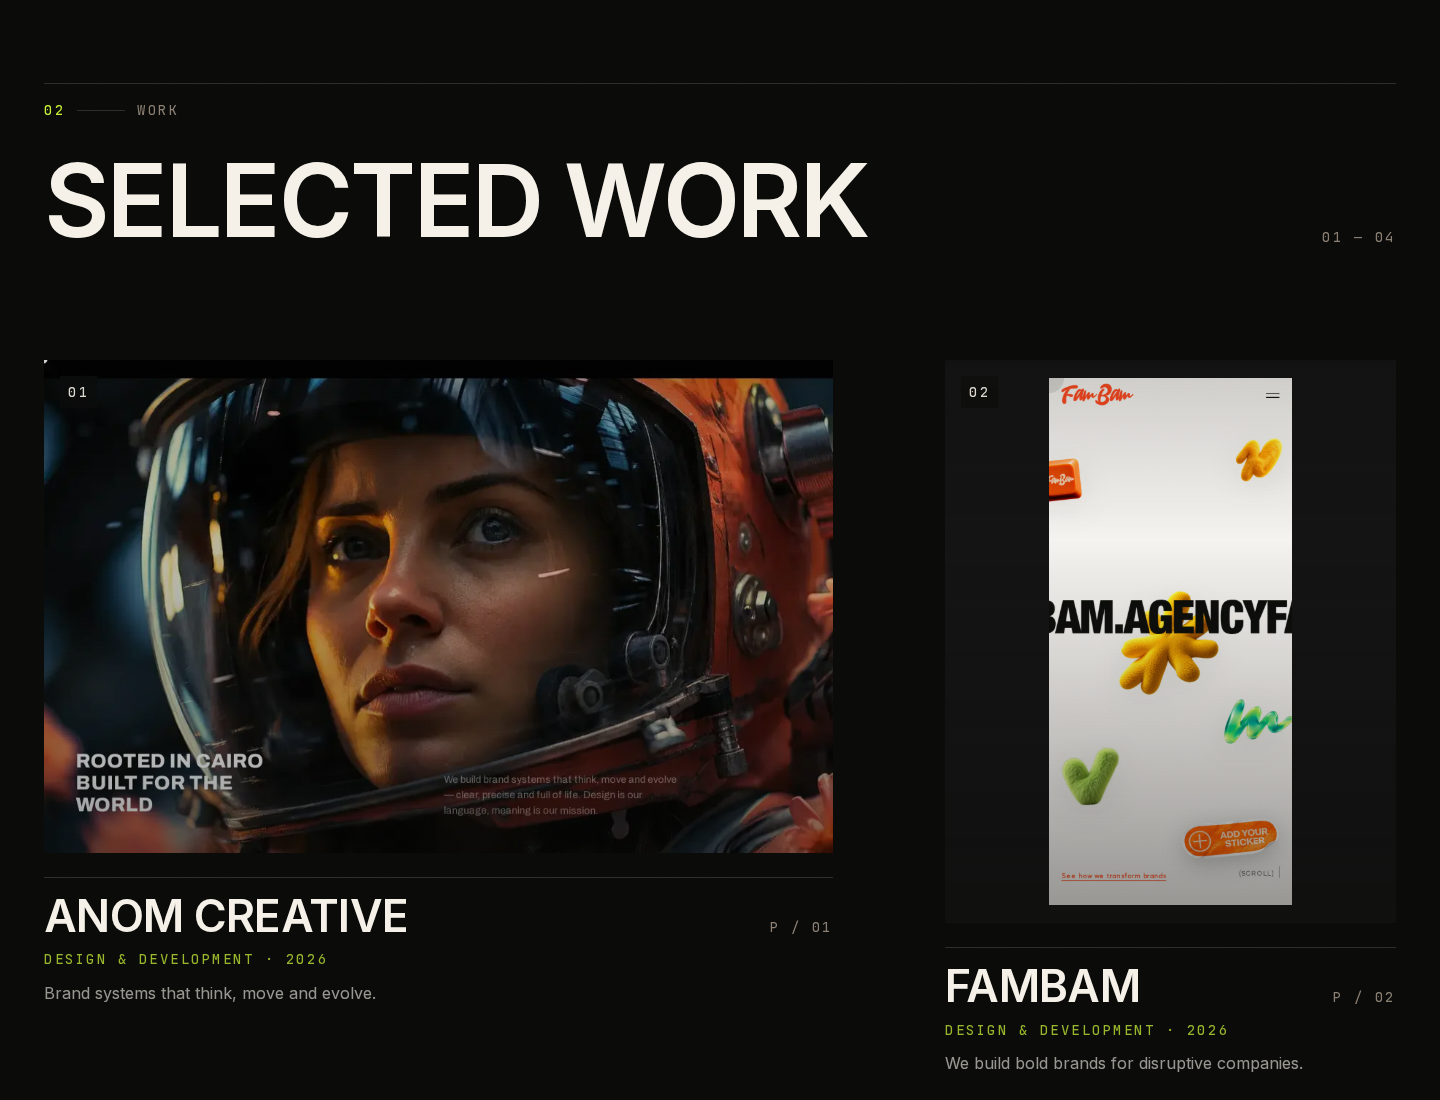 02 WORK
SELECTED WORK
01 — 04
01
ROOTED IN CAIRO
BUILT FOR THE
WORLD
We build brand systems that think, move and evolve
— clear, precise and full of life. Design is our
language, meaning is our mission.
ANOM CREATIVE
P / 01
DESIGN & DEVELOPMENT · 2026
Brand systems that think, move and evolve.
02
FamBam
FamBam
BAM.AGENCYFA
ADD YOUR
STICKER
See how we transform brands
(SCROLL)
FAMBAM
P / 02
DESIGN & DEVELOPMENT · 2026
We build bold brands for disruptive companies.